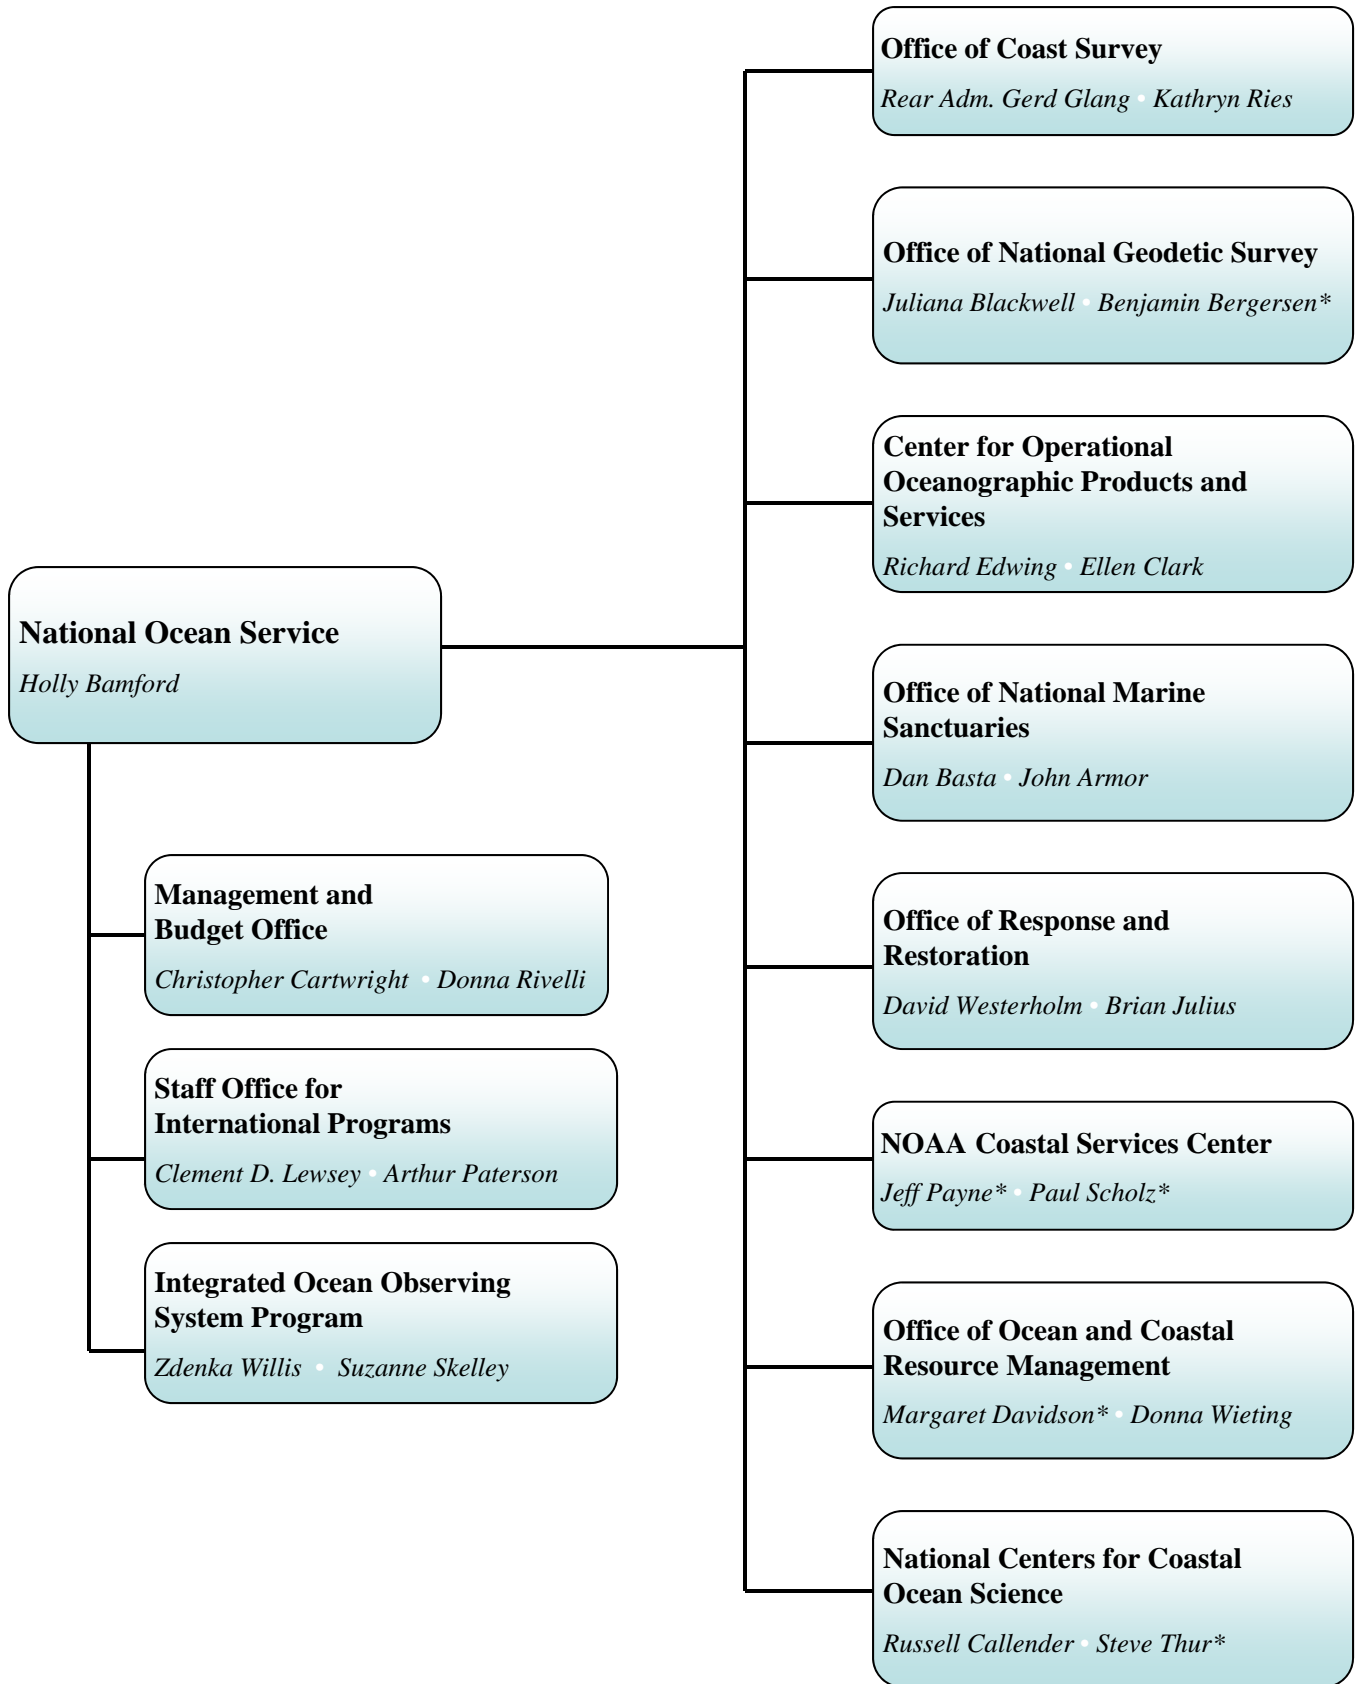 National Ocean Service
Holly Bamford
Management and
Budget Office
Christopher Cartwright • Donna Rivelli
Staff Office for
International Programs
Clement D. Lewsey • Arthur Paterson
Integrated Ocean Observing
System Program
Zdenka Willis • Suzanne Skelley
Office of Coast Survey
Rear Adm. Gerd Glang • Kathryn Ries
Office of National Geodetic Survey
Juliana Blackwell • Benjamin Bergersen*
Center for Operational
Oceanographic Products and
Services
Richard Edwing • Ellen Clark
Office of National Marine
Sanctuaries
Dan Basta • John Armor
Office of Response and
Restoration
David Westerholm • Brian Julius
NOAA Coastal Services Center
Jeff Payne* • Paul Scholz*
Office of Ocean and Coastal
Resource Management
Margaret Davidson* • Donna Wieting
National Centers for Coastal
Ocean Science
Russell Callender • Steve Thur*